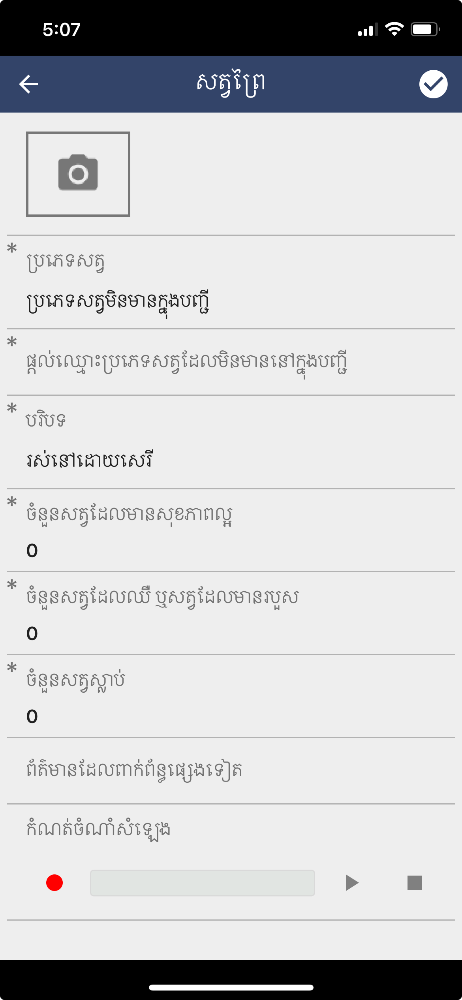 5:07
សត្វព្រៃ
* ប្រភេទសត្វ
ប្រភេទសត្វមិនមានក្នុងបញ្ជី
* ផ្តល់ឈ្មោះប្រភេទសត្វដែលមិនមាននៅក្នុងបញ្ជី
* បរិបទ
រស់នៅដោយសេរី
* ចំនួនសត្វដែលមានសុខភាពល្អ
0
* ចំនួនសត្វដែលឈឺ ឬសត្វដែលមានរបួស
0
* ចំនួនសត្វស្លាប់
0
ព័ត៌មានដែលពាក់ព័ន្ធផ្សេងទៀត
កំណត់ចំណាំសំឡេង